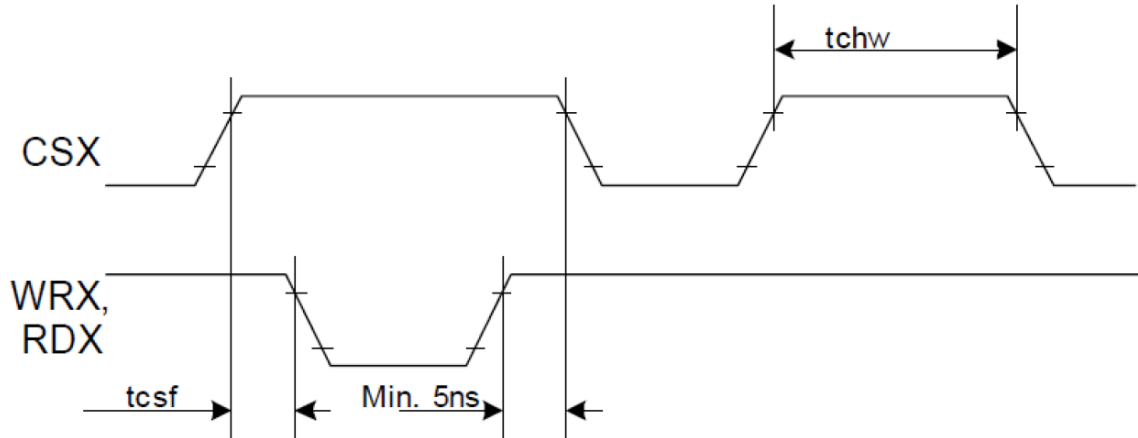 tchw
CSX
WRX,
RDX
tcsf
Min. 5ns